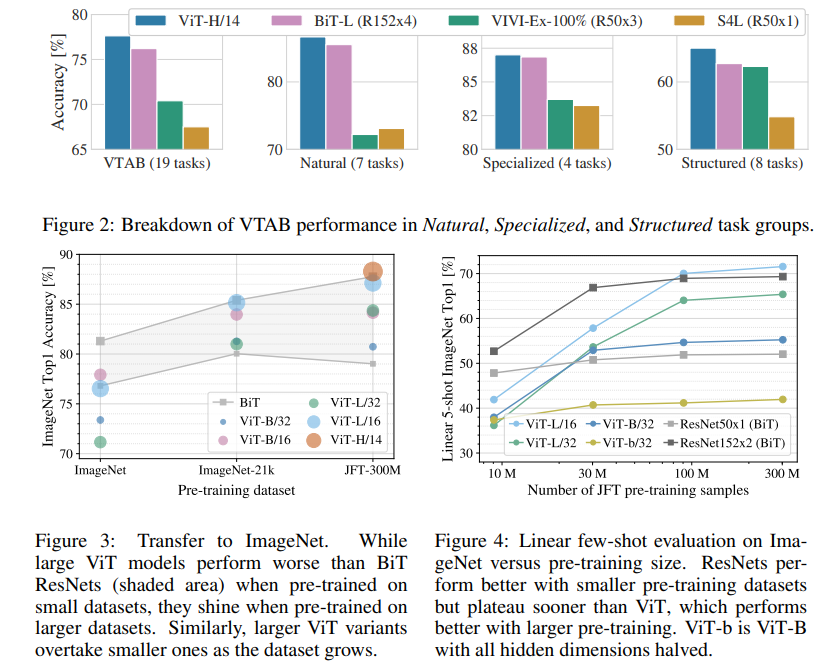 80
ViT-H/14
BiT-L (R152x4)
VIVI-Ex-100% (R50x3)
S4L (R50x1)
Accuracy [%]
75
70
65
VTAB (19 tasks)
80
70
Natural (7 tasks)
88
85
82
80
Specialized (4 tasks)
60
50
Structured (8 tasks)
Figure 2: Breakdown of VTAB performance in Natural, Specialized, and Structured task groups.
ImageNet Top1 Accuracy [%]
90
85
80
75
70
BiT
ViT-B/32
ViT-B/16
ViT-L/32
ViT-L/16
ViT-H/14
ImageNet
ImageNet-21k
JFT-300M
Pre-training dataset
Linear 5-shot ImageNet Top1 [%]
70
60
50
40
30
ViT-L/16
ViT-L/32
ViT-B/32
ViT-b/32
ResNet50x1 (BiT)
ResNet152x2 (BiT)
10 M
30 M
100 M
300 M
Number of JFT pre-training samples
Figure 3: Transfer to ImageNet. While
large ViT models perform worse than BiT
ResNets (shaded area) when pre-trained on
small datasets, they shine when pre-trained on
larger datasets. Similarly, larger ViT variants
overtake smaller ones as the dataset grows.
Figure 4: Linear few-shot evaluation on Ima-
geNet versus pre-training size. ResNets per-
form better with smaller pre-training datasets
but plateau sooner than ViT, which performs
better with larger pre-training. ViT-b is ViT-B
with all hidden dimensions halved.